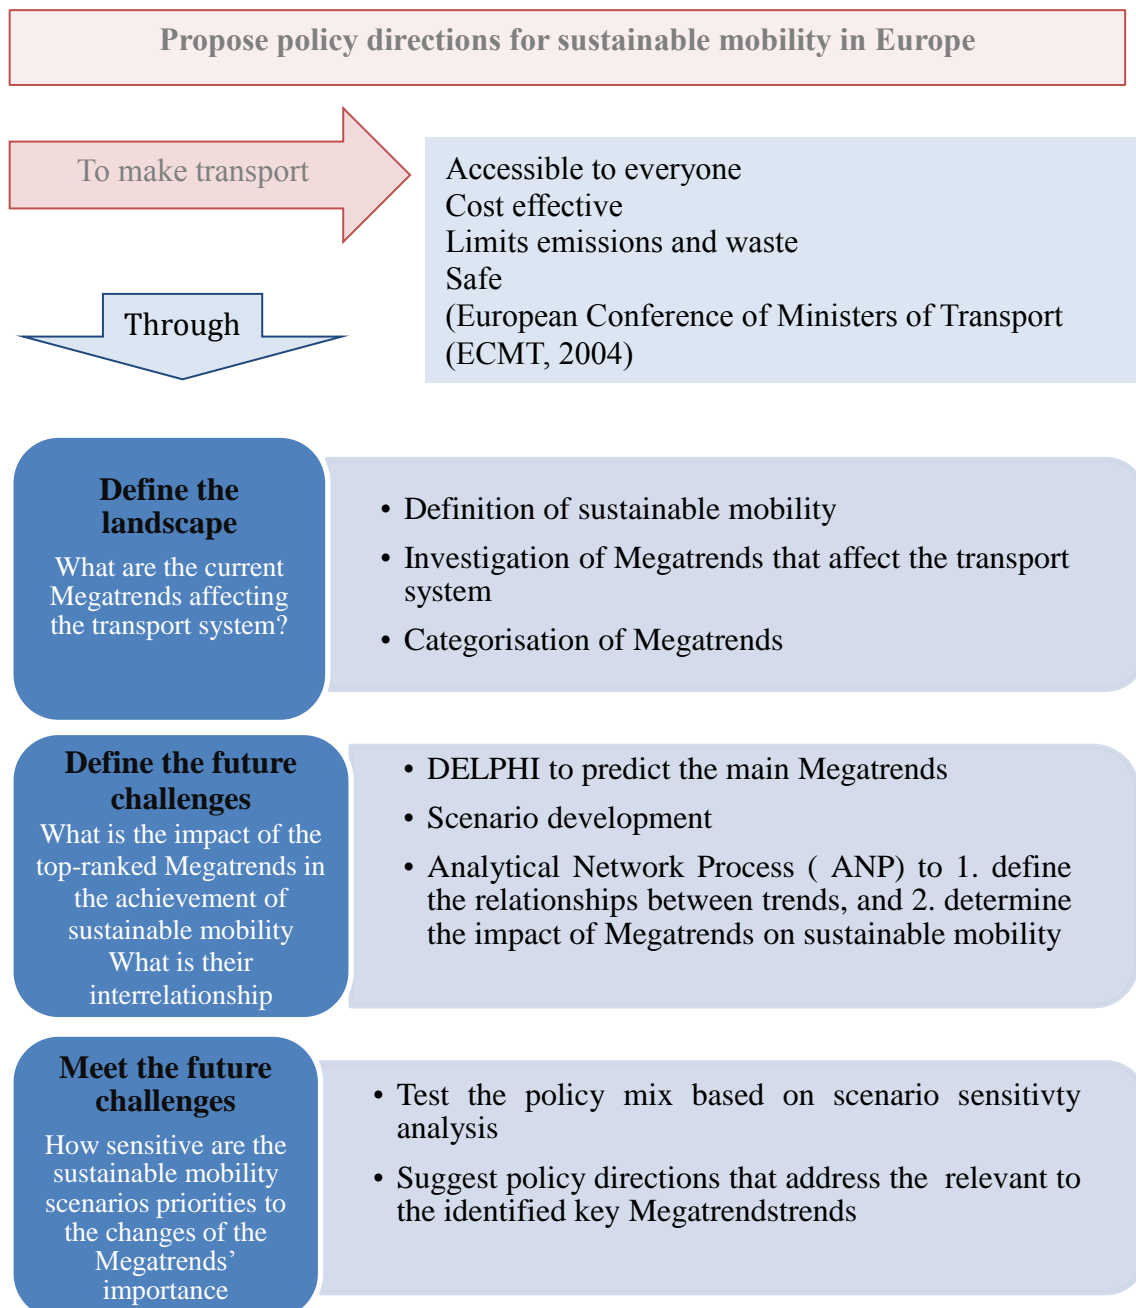 Propose policy directions for sustainable mobility in Europe
To make transport
Accessible to everyone
Cost effective
Limits emissions and waste
Safe
(European Conference of Ministers of Transport
(ECMT, 2004)
Through
Define the
landscape
What are the current
Megatrends affecting
the transport system?
• Definition of sustainable mobility
• Investigation of Megatrends that affect the transport
system
• Categorisation of Megatrends
Define the future
challenges
What is the impact of the
top-ranked Megatrends in
the achievement of
sustainable mobility
What is their
interrelationship
• DELPHI to predict the main Megatrends
• Scenario development
• Analytical Network Process ( ANP) to 1. define
the relationships between trends, and 2. determine
the impact of Megatrends on sustainable mobility
Meet the future
challenges
How sensitive are the
sustainable mobility
scenarios priorities to
the changes of the
Megatrends’
importance
• Test the policy mix based on scenario sensitivty
analysis
• Suggest policy directions that address the relevant to
the identified key Megatrendstrends